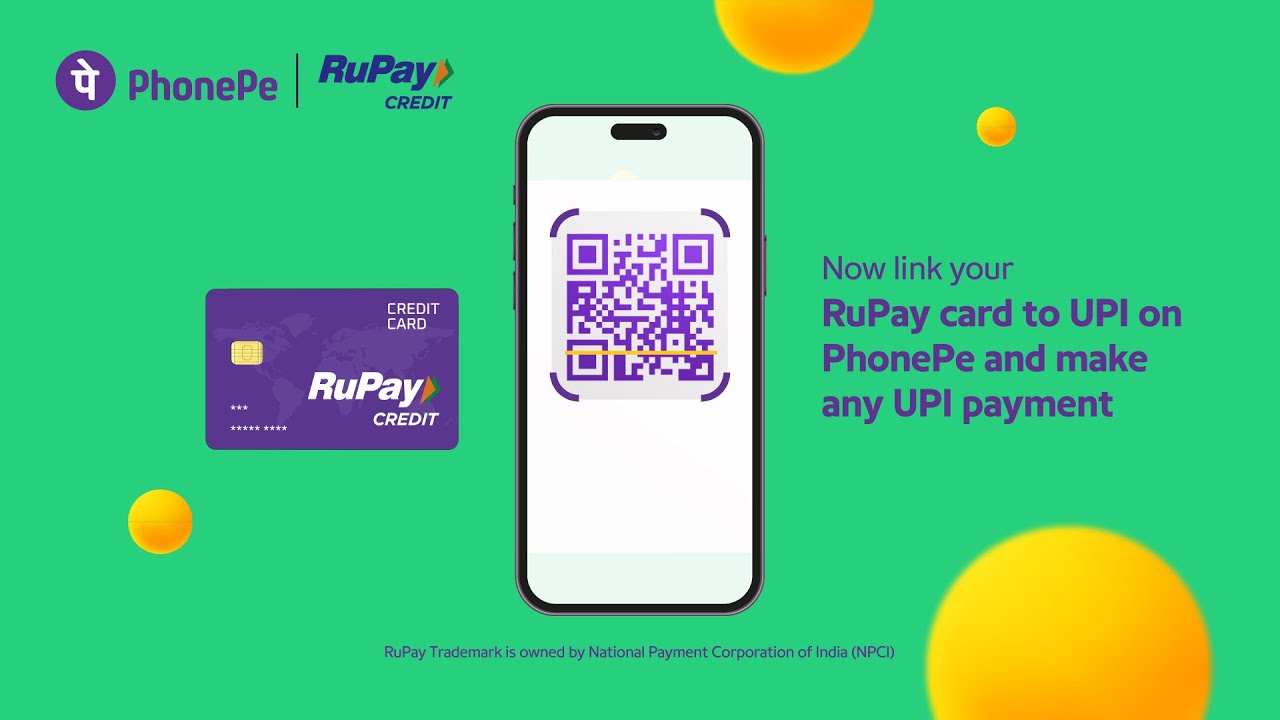 पे PhonePe
RuPay
CREDIT
CREDIT
CARD
RuPay
CREDIT
***
***** ****
Now link your
RuPay card to UPI on
PhonePe and make
any UPI payment
RuPay Trademark is owned by National Payment Corporation of India (NPCI)